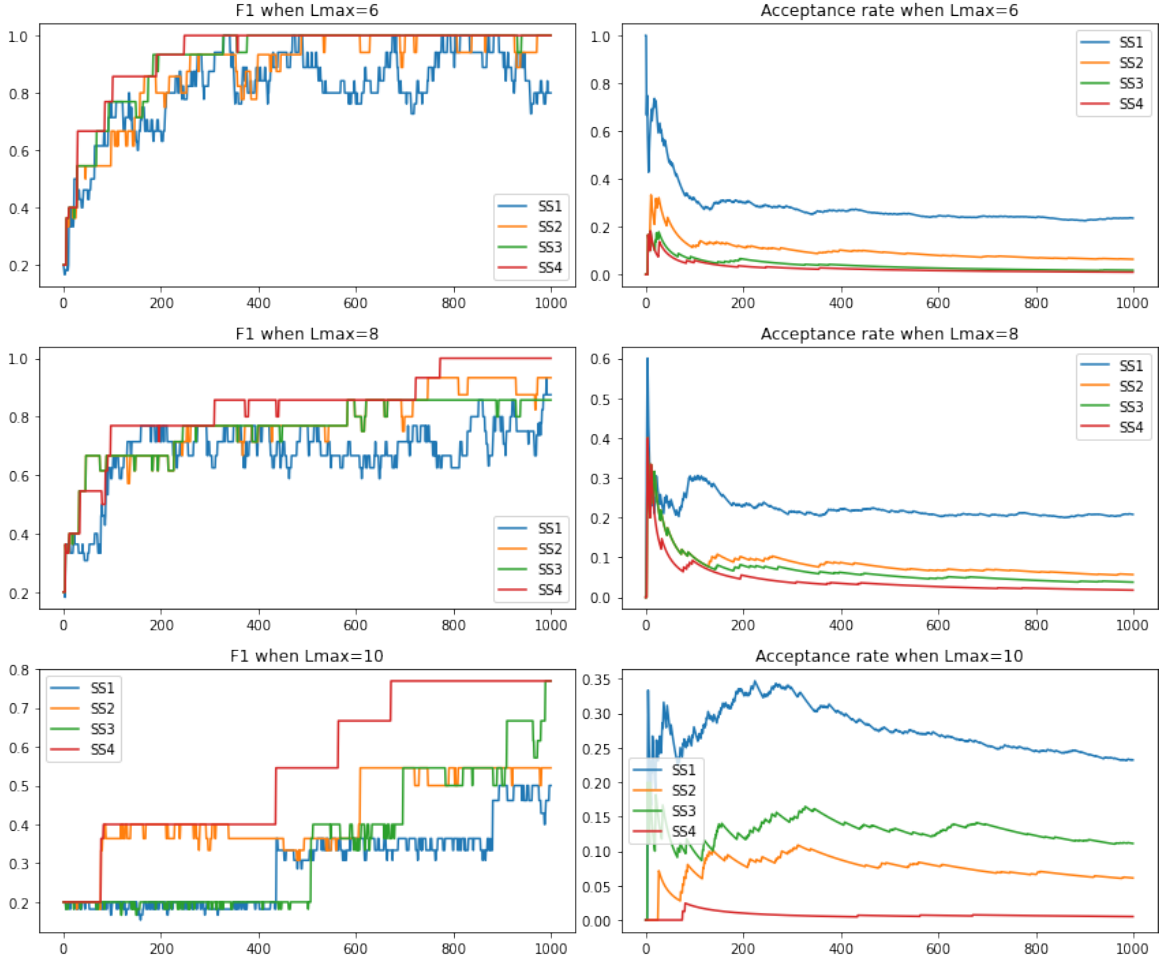 F1 when Lmax=6
1.0
0.8
0.6
0.4
0.2
0 200 400 600 800 1000
SS1
SS2
SS3
SS4
Acceptance rate when Lmax=6
1.0
0.8
0.6
0.4
0.2
0.0
0 200 400 600 800 1000
SS1
SS2
SS3
SS4
F1 when Lmax=8
1.0
0.8
0.6
0.4
0.2
0 200 400 600 800 1000
SS1
SS2
SS3
SS4
Acceptance rate when Lmax=8
0.6
0.5
0.4
0.3
0.2
0.1
0.0
0 200 400 600 800 1000
SS1
SS2
SS3
SS4
F1 when Lmax=10
0.8
0.7
0.6
0.5
0.4
0.3
0.2
0 200 400 600 800 1000
SS1
SS2
SS3
SS4
Acceptance rate when Lmax=10
0.35
0.30
0.25
0.20
0.15
0.10
0.05
0.00
0 200 400 600 800 1000
SS1
SS2
SS3
SS4